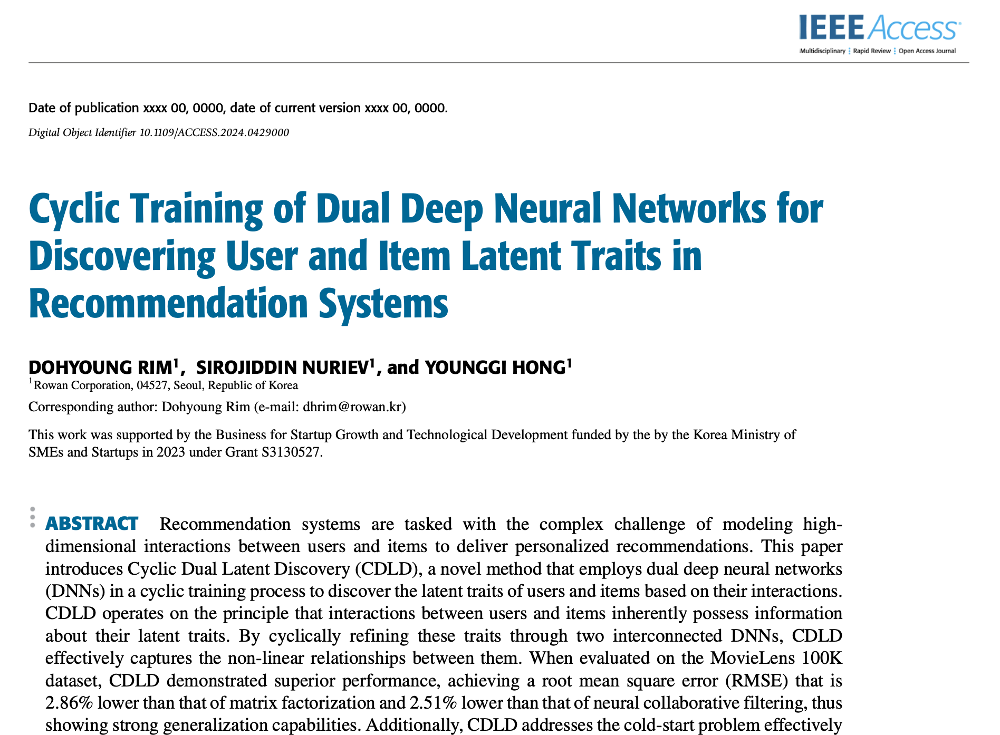 IEEE Access
Multidisciplinary Rapid Review Open Access Journal
Date of publication xxxx 00, 0000, date of current version xxxx 00, 0000.
Digital Object Identifier 10.1109/ACCESS.2024.0429000
Cyclic Training of Dual Deep Neural Networks for
Discovering User and Item Latent Traits in
Recommendation Systems
DOHYOUNG RIM¹, SIROJIDDIN NURIEV¹, and YOUNGGI HONG¹
¹Rowan Corporation, 04527, Seoul, Republic of Korea
Corresponding author: Dohyoung Rim (e-mail: dhrim@rowan.kr)
This work was supported by the Business for Startup Growth and Technological Development funded by the by the Korea Ministry of
SMEs and Startups in 2023 under Grant S3130527.
ABSTRACT Recommendation systems are tasked with the complex challenge of modeling high-
dimensional interactions between users and items to deliver personalized recommendations. This paper
introduces Cyclic Dual Latent Discovery (CDLD), a novel method that employs dual deep neural networks
(DNNs) in a cyclic training process to discover the latent traits of users and items based on their interactions.
CDLD operates on the principle that interactions between users and items inherently possess information
about their latent traits. By cyclically refining these traits through two interconnected DNNs, CDLD
effectively captures the non-linear relationships between them. When evaluated on the MovieLens 100K
dataset, CDLD demonstrated superior performance, achieving a root mean square error (RMSE) that is
2.86% lower than that of matrix factorization and 2.51% lower than that of neural collaborative filtering, thus
showing strong generalization capabilities. Additionally, CDLD addresses the cold-start problem effectively